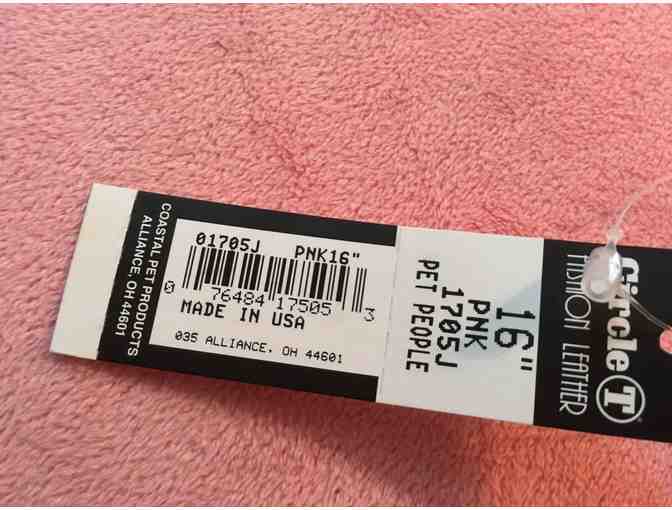 COASTAL PET PRODUCTS
ALLIANCE, OH 44601
01705J PNK16"
0 76484 17505 3
MADE IN USA
035 ALLIANCE, OH 44601
16"
PNK
1705J
PET PEOPLE
Circle T
FASHION LEATHER